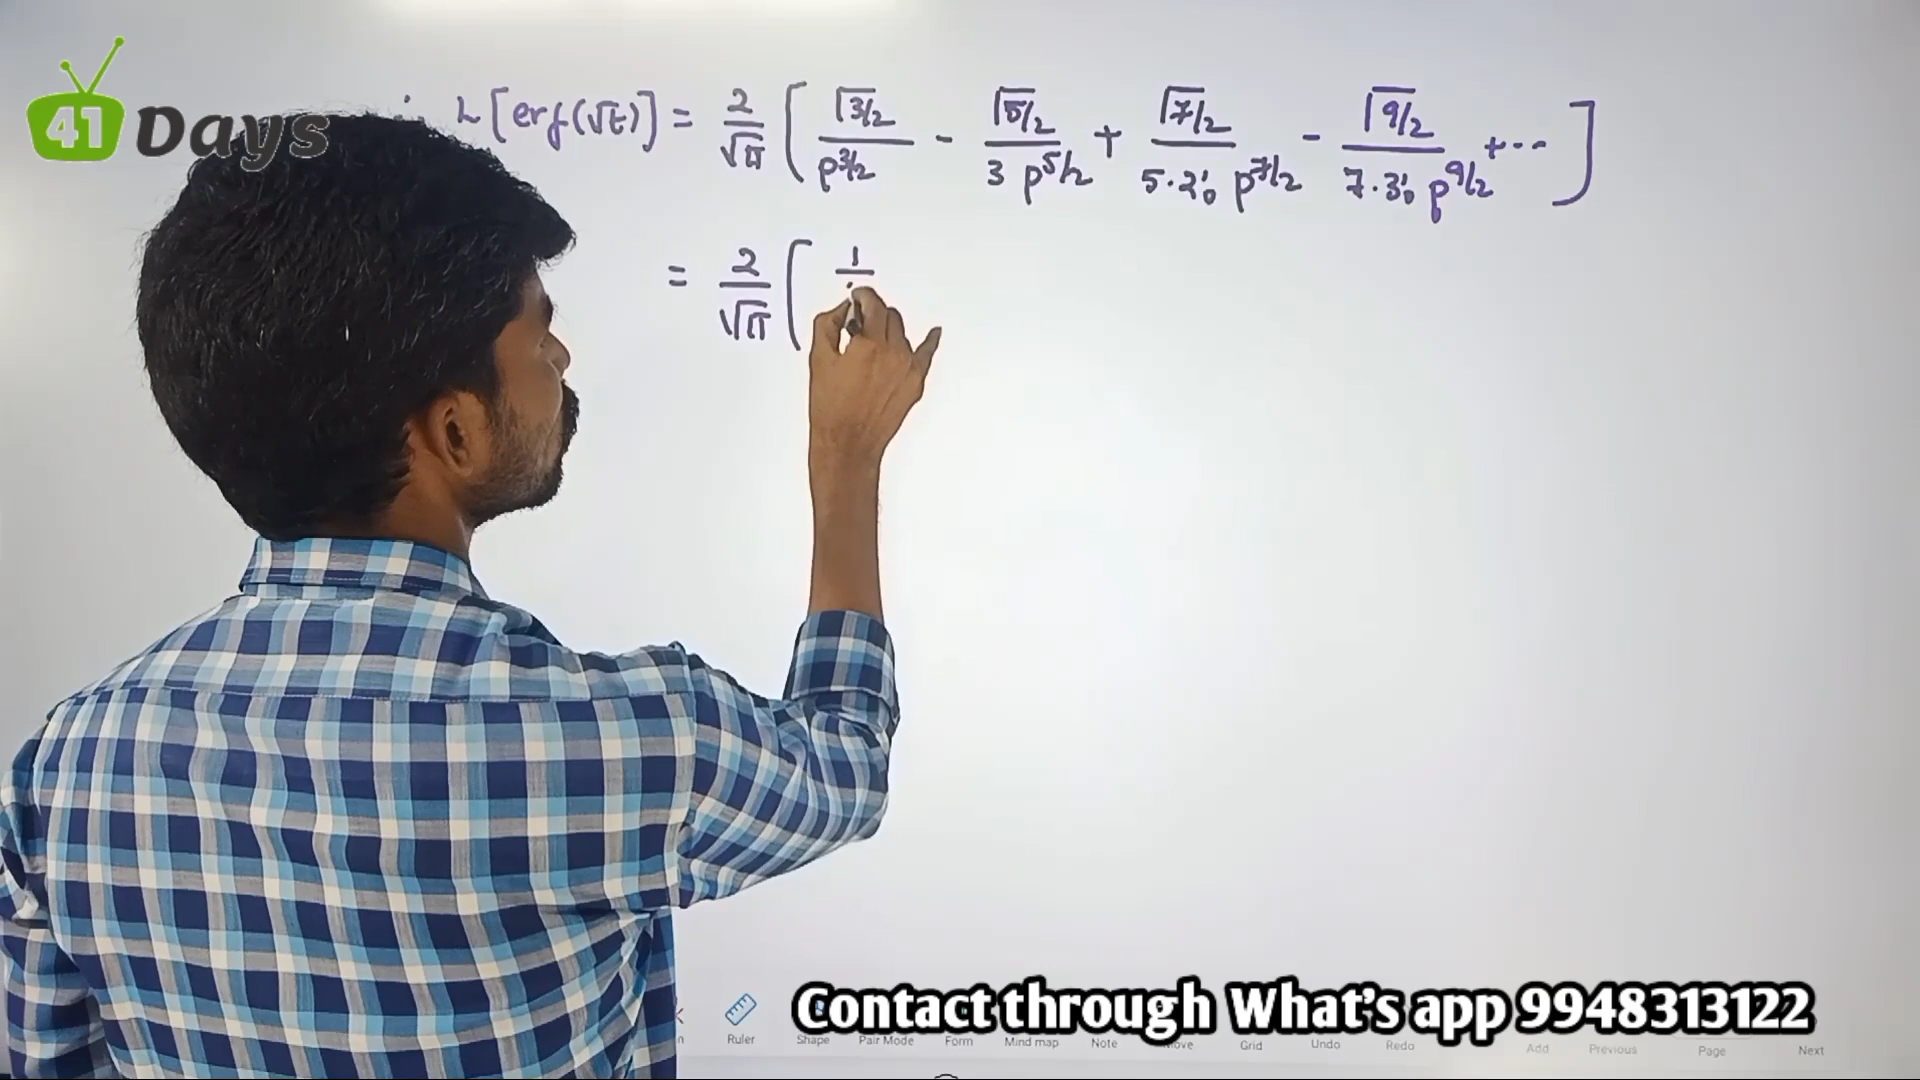 41 Days
∴ L[erf(√t)] = 2/√π [ Γ3/2 / p^3/2 - Γ5/2 / 3 p^5/2 + Γ7/2 / 5·2! p^7/2 - Γ9/2 / 7·3! p^9/2 + ··· ]
= 2/√π [ 1
Contact through What's app 9948313122
Ruler Shape Pair Mode Form Mind map Note Grid Undo Redo Add Previous Page Next